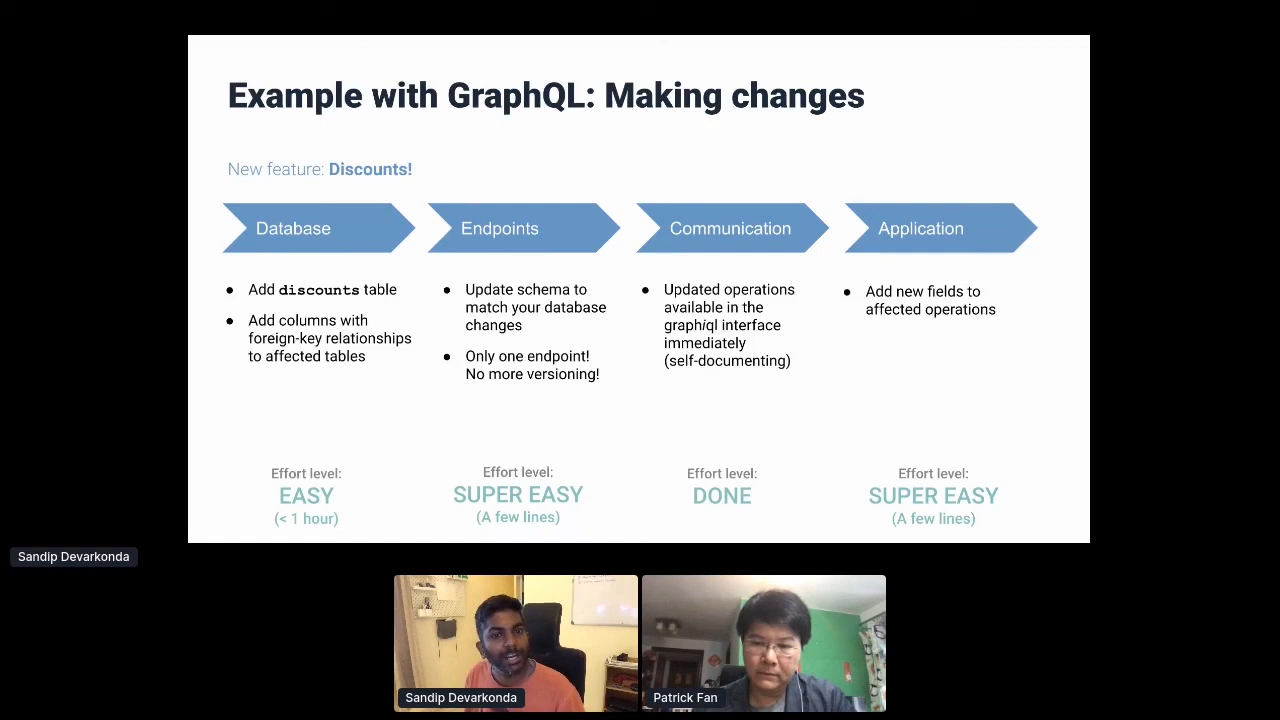 Example with GraphQL: Making changes
New feature: Discounts!
Database
Endpoints
Communication
Application
● Add discounts table
● Add columns with
foreign-key relationships
to affected tables
● Update schema to
match your database
changes
● Only one endpoint!
No more versioning!
● Updated operations
available in the
graphiql interface
immediately
(self-documenting)
● Add new fields to
affected operations
Effort level:
EASY
(< 1 hour)
Effort level:
SUPER EASY
(A few lines)
Effort level:
DONE
Effort level:
SUPER EASY
(A few lines)
Sandip Devarkonda
Sandip Devarkonda
Patrick Fan